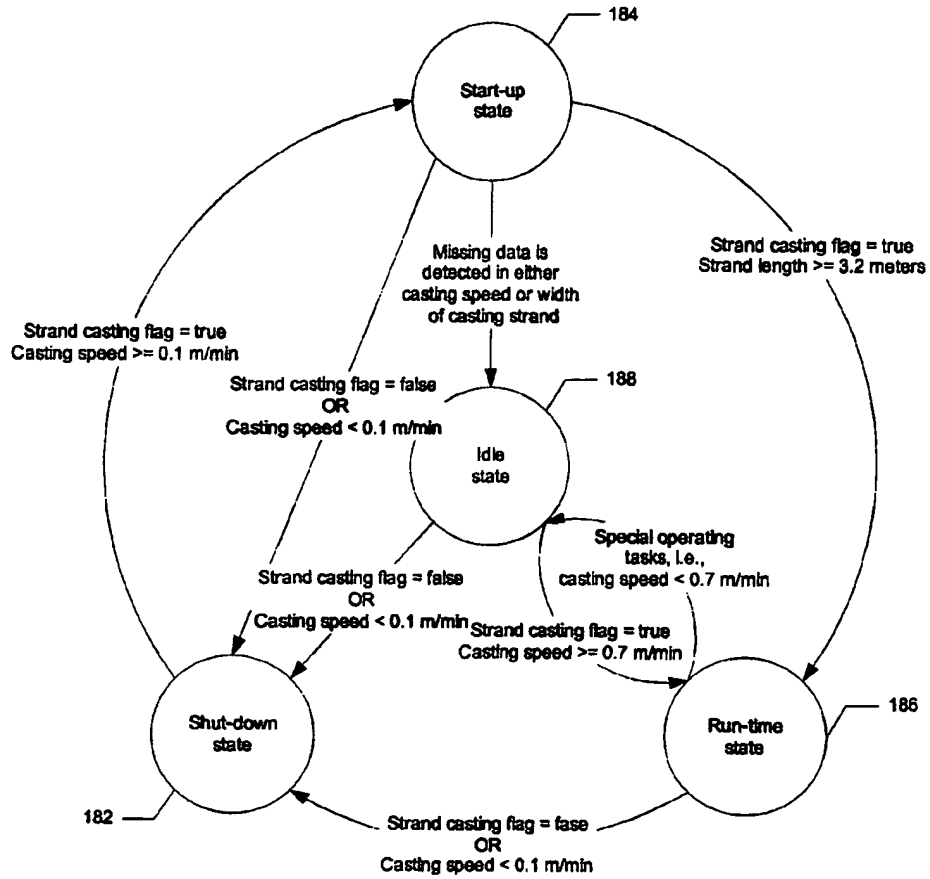 184
Start-up
state
Missing data is
detected in either
casting speed or width
of casting strand
Strand casting flag = true
Strand length >= 3.2 meters
Strand casting flag = true
Casting speed >= 0.1 m/min
Strand casting flag = false
OR
Casting speed < 0.1 m/min
188
Idle
state
Special operating
tasks, i.e.,
casting speed < 0.7 m/min
Strand casting flag = false
OR
Casting speed < 0.1 m/min
Strand casting flag = true
Casting speed >= 0.7 m/min
Shut-down
state
182
Run-time
state
186
Strand casting flag = fase
OR
Casting speed < 0.1 m/min